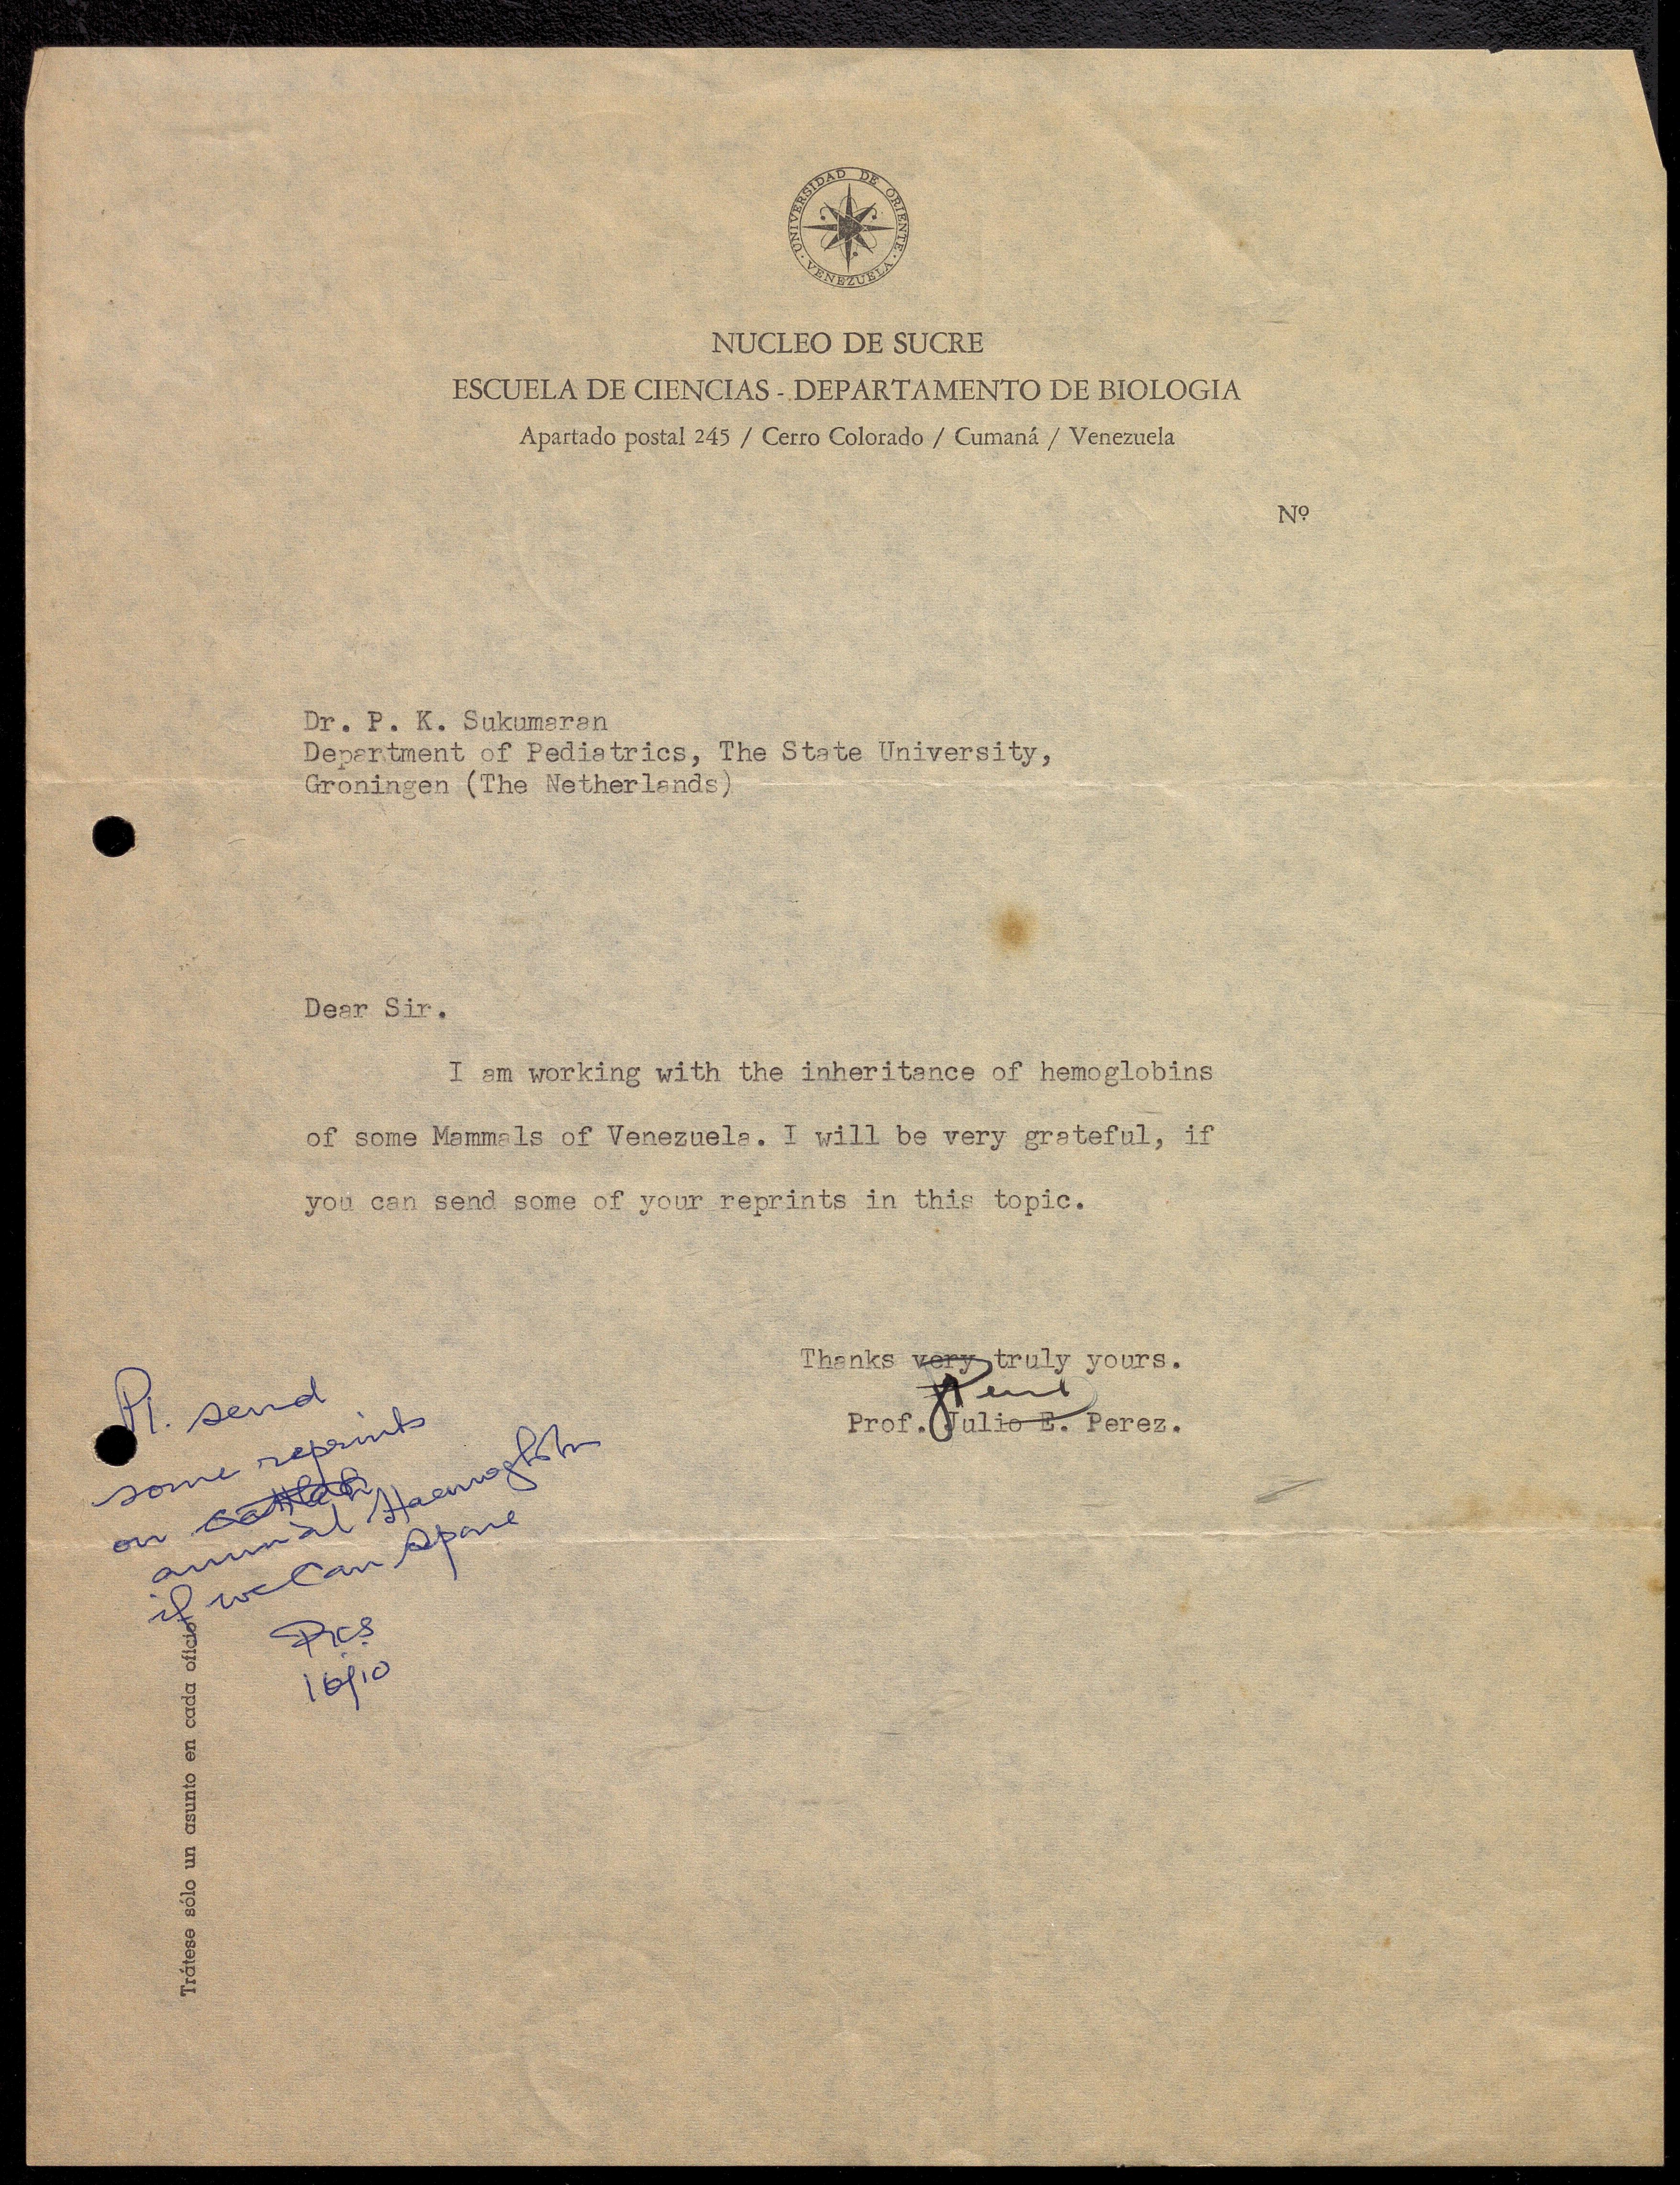 UNIVERSIDAD DE ORIENTE · VENEZUELA ·
NUCLEO DE SUCRE
ESCUELA DE CIENCIAS - DEPARTAMENTO DE BIOLOGIA
Apartado postal 245 / Cerro Colorado / Cumaná / Venezuela
Nº
Dr. P. K. Sukumaran
Department of Pediatrics, The State University,
Groningen (The Netherlands)
Dear Sir.
I am working with the inheritance of hemoglobins
of some Mammals of Venezuela. I will be very grateful, if
you can send some of your reprints in this topic.
Thanks very truly yours.
Prof. Julio E. Perez.
Pl. send
some reprints
on
animal Haemoglobin
if we can spare
PKS
16/10
Trátese sólo un asunto en cada oficio